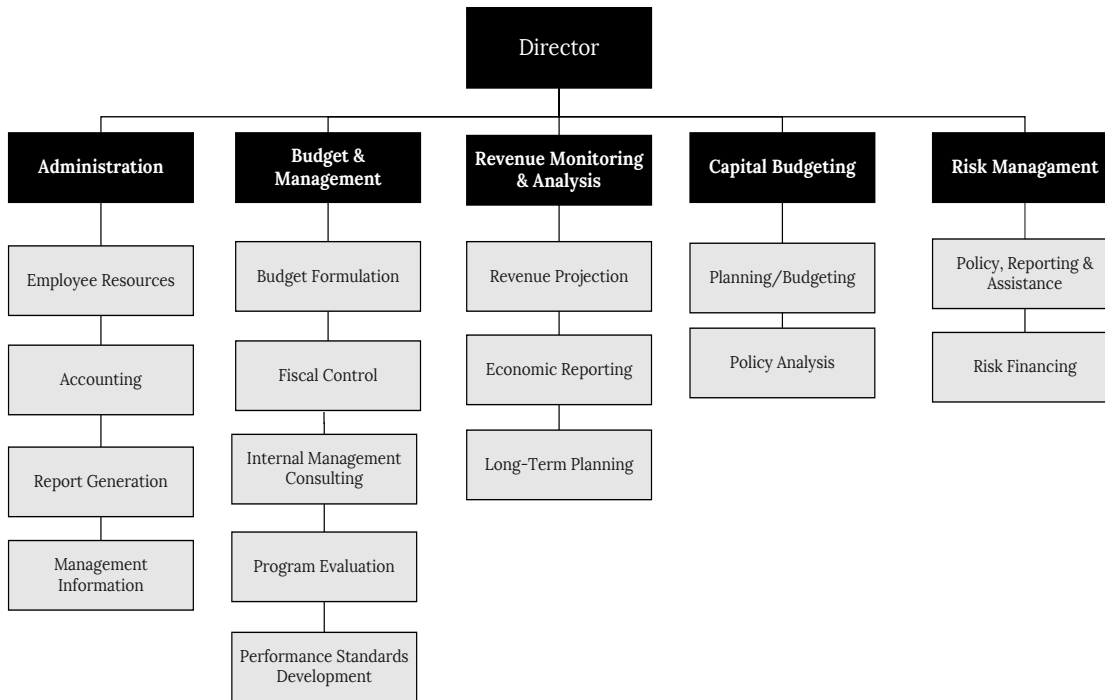 Director
Administration
Employee Resources
Accounting
Report Generation
Management
Information
Budget &
Management
Budget Formulation
Fiscal Control
Internal Management
Consulting
Program Evaluation
Performance Standards
Development
Revenue Monitoring
& Analysis
Revenue Projection
Economic Reporting
Long-Term Planning
Capital Budgeting
Planning/Budgeting
Policy Analysis
Risk Managament
Policy, Reporting &
Assistance
Risk Financing